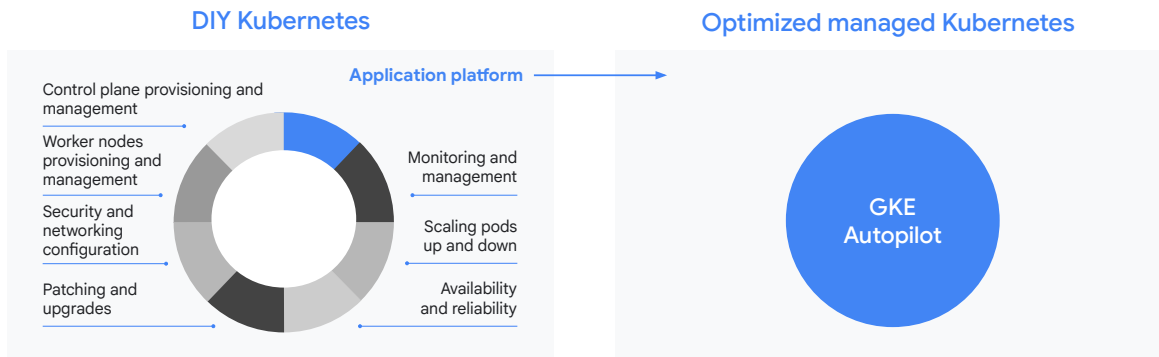 DIY Kubernetes
Optimized managed Kubernetes
Application platform
Control plane provisioning and
management
Worker nodes
provisioning and
management
Security and
networking
configuration
Patching and
upgrades
Monitoring and
management
Scaling pods
up and down
Availability
and reliability
GKE
Autopilot